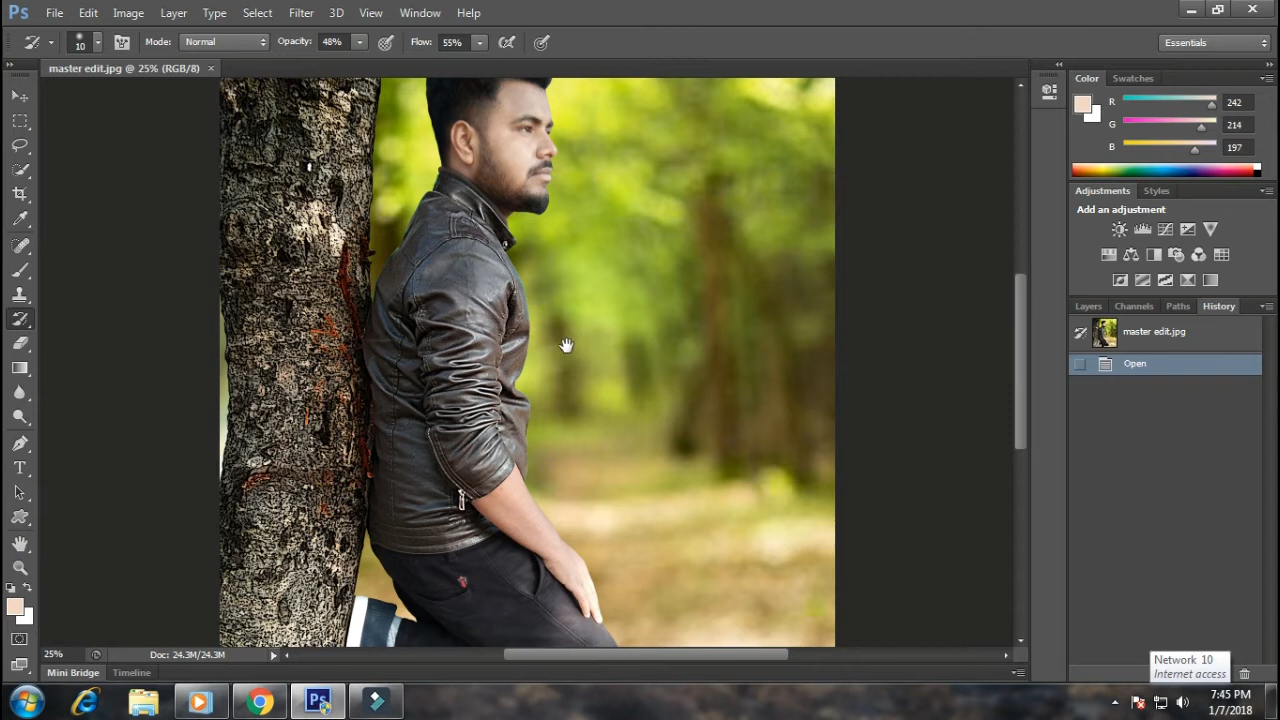 Ps File Edit Image Layer Type Select Filter 3D View Window Help
10 Mode: Normal Opacity: 48% Flow: 55% Essentials
master edit.jpg @ 25% (RGB/8) ×
Color Swatches
R 242
G 214
B 197
Adjustments Styles
Add an adjustment
Layers Channels Paths History
master edit.jpg
Open
25% Doc: 24.3M/24.3M
Mini Bridge Timeline
Network 10
Internet access
Ps
7:45 PM
1/7/2018